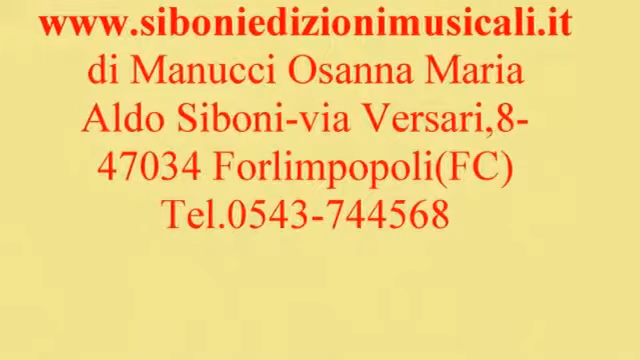 www.siboniedizionimusicali.it
di Manucci Osanna Maria
Aldo Siboni-via Versari,8-
47034 Forlimpopoli(FC)
Tel.0543-744568